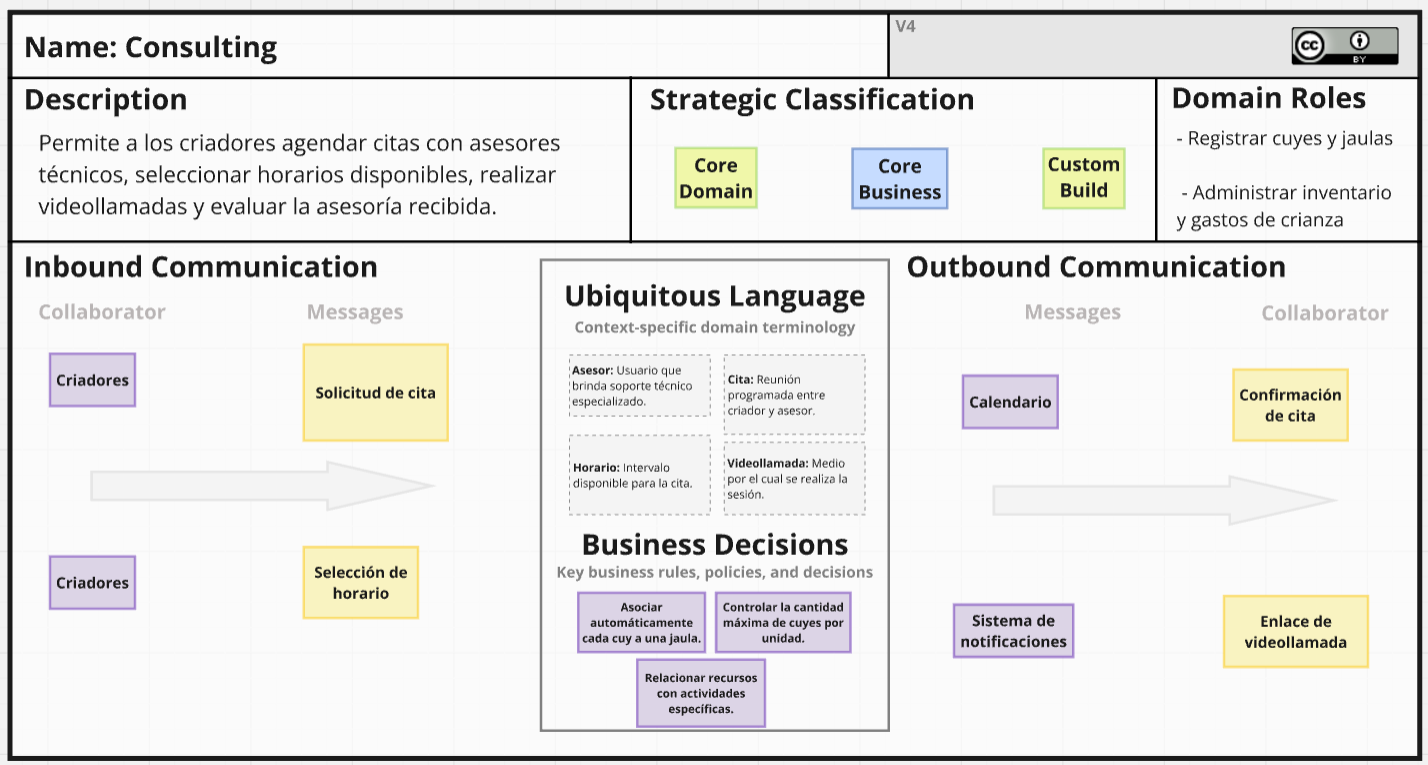 Name: Consulting
V4
cc
BY
Description
Permite a los criadores agendar citas con asesores
técnicos, seleccionar horarios disponibles, realizar
videollamadas y evaluar la asesoría recibida.
Strategic Classification
Core
Domain
Core
Business
Custom
Build
Domain Roles
- Registrar cuyes y jaulas
- Administrar inventario
y gastos de crianza
Inbound Communication
Collaborator
Messages
Criadores
Solicitud de cita
Criadores
Selección de
horario
Ubiquitous Language
Context-specific domain terminology
Asesor: Usuario que
brinda soporte técnico
especializado.
Cita: Reunión
programada entre
criador y asesor.
Horario: Intervalo
disponible para la cita.
Videollamada: Medio
por el cual se realiza la
sesión.
Business Decisions
Key business rules, policies, and decisions
Asociar
automáticamente
cada cuy a una jaula.
Controlar la cantidad
máxima de cuyes por
unidad.
Relacionar recursos
con actividades
específicas.
Outbound Communication
Messages
Collaborator
Calendario
Confirmación
de cita
Sistema de
notificaciones
Enlace de
videollamada